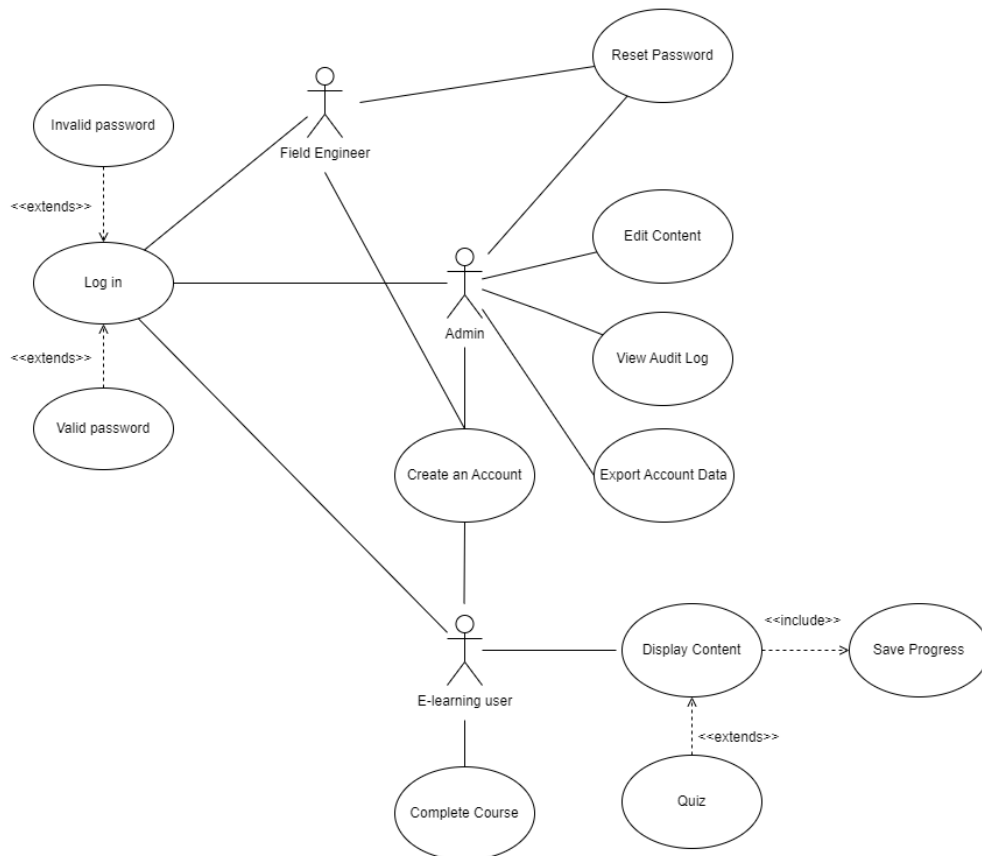 Reset Password
Invalid password
Field Engineer
<<extends>>
Edit Content
Log in
Admin
<<extends>>
View Audit Log
Valid password
Create an Account
Export Account Data
<<include>>
Display Content
Save Progress
E-learning user
<<extends>>
Quiz
Complete Course